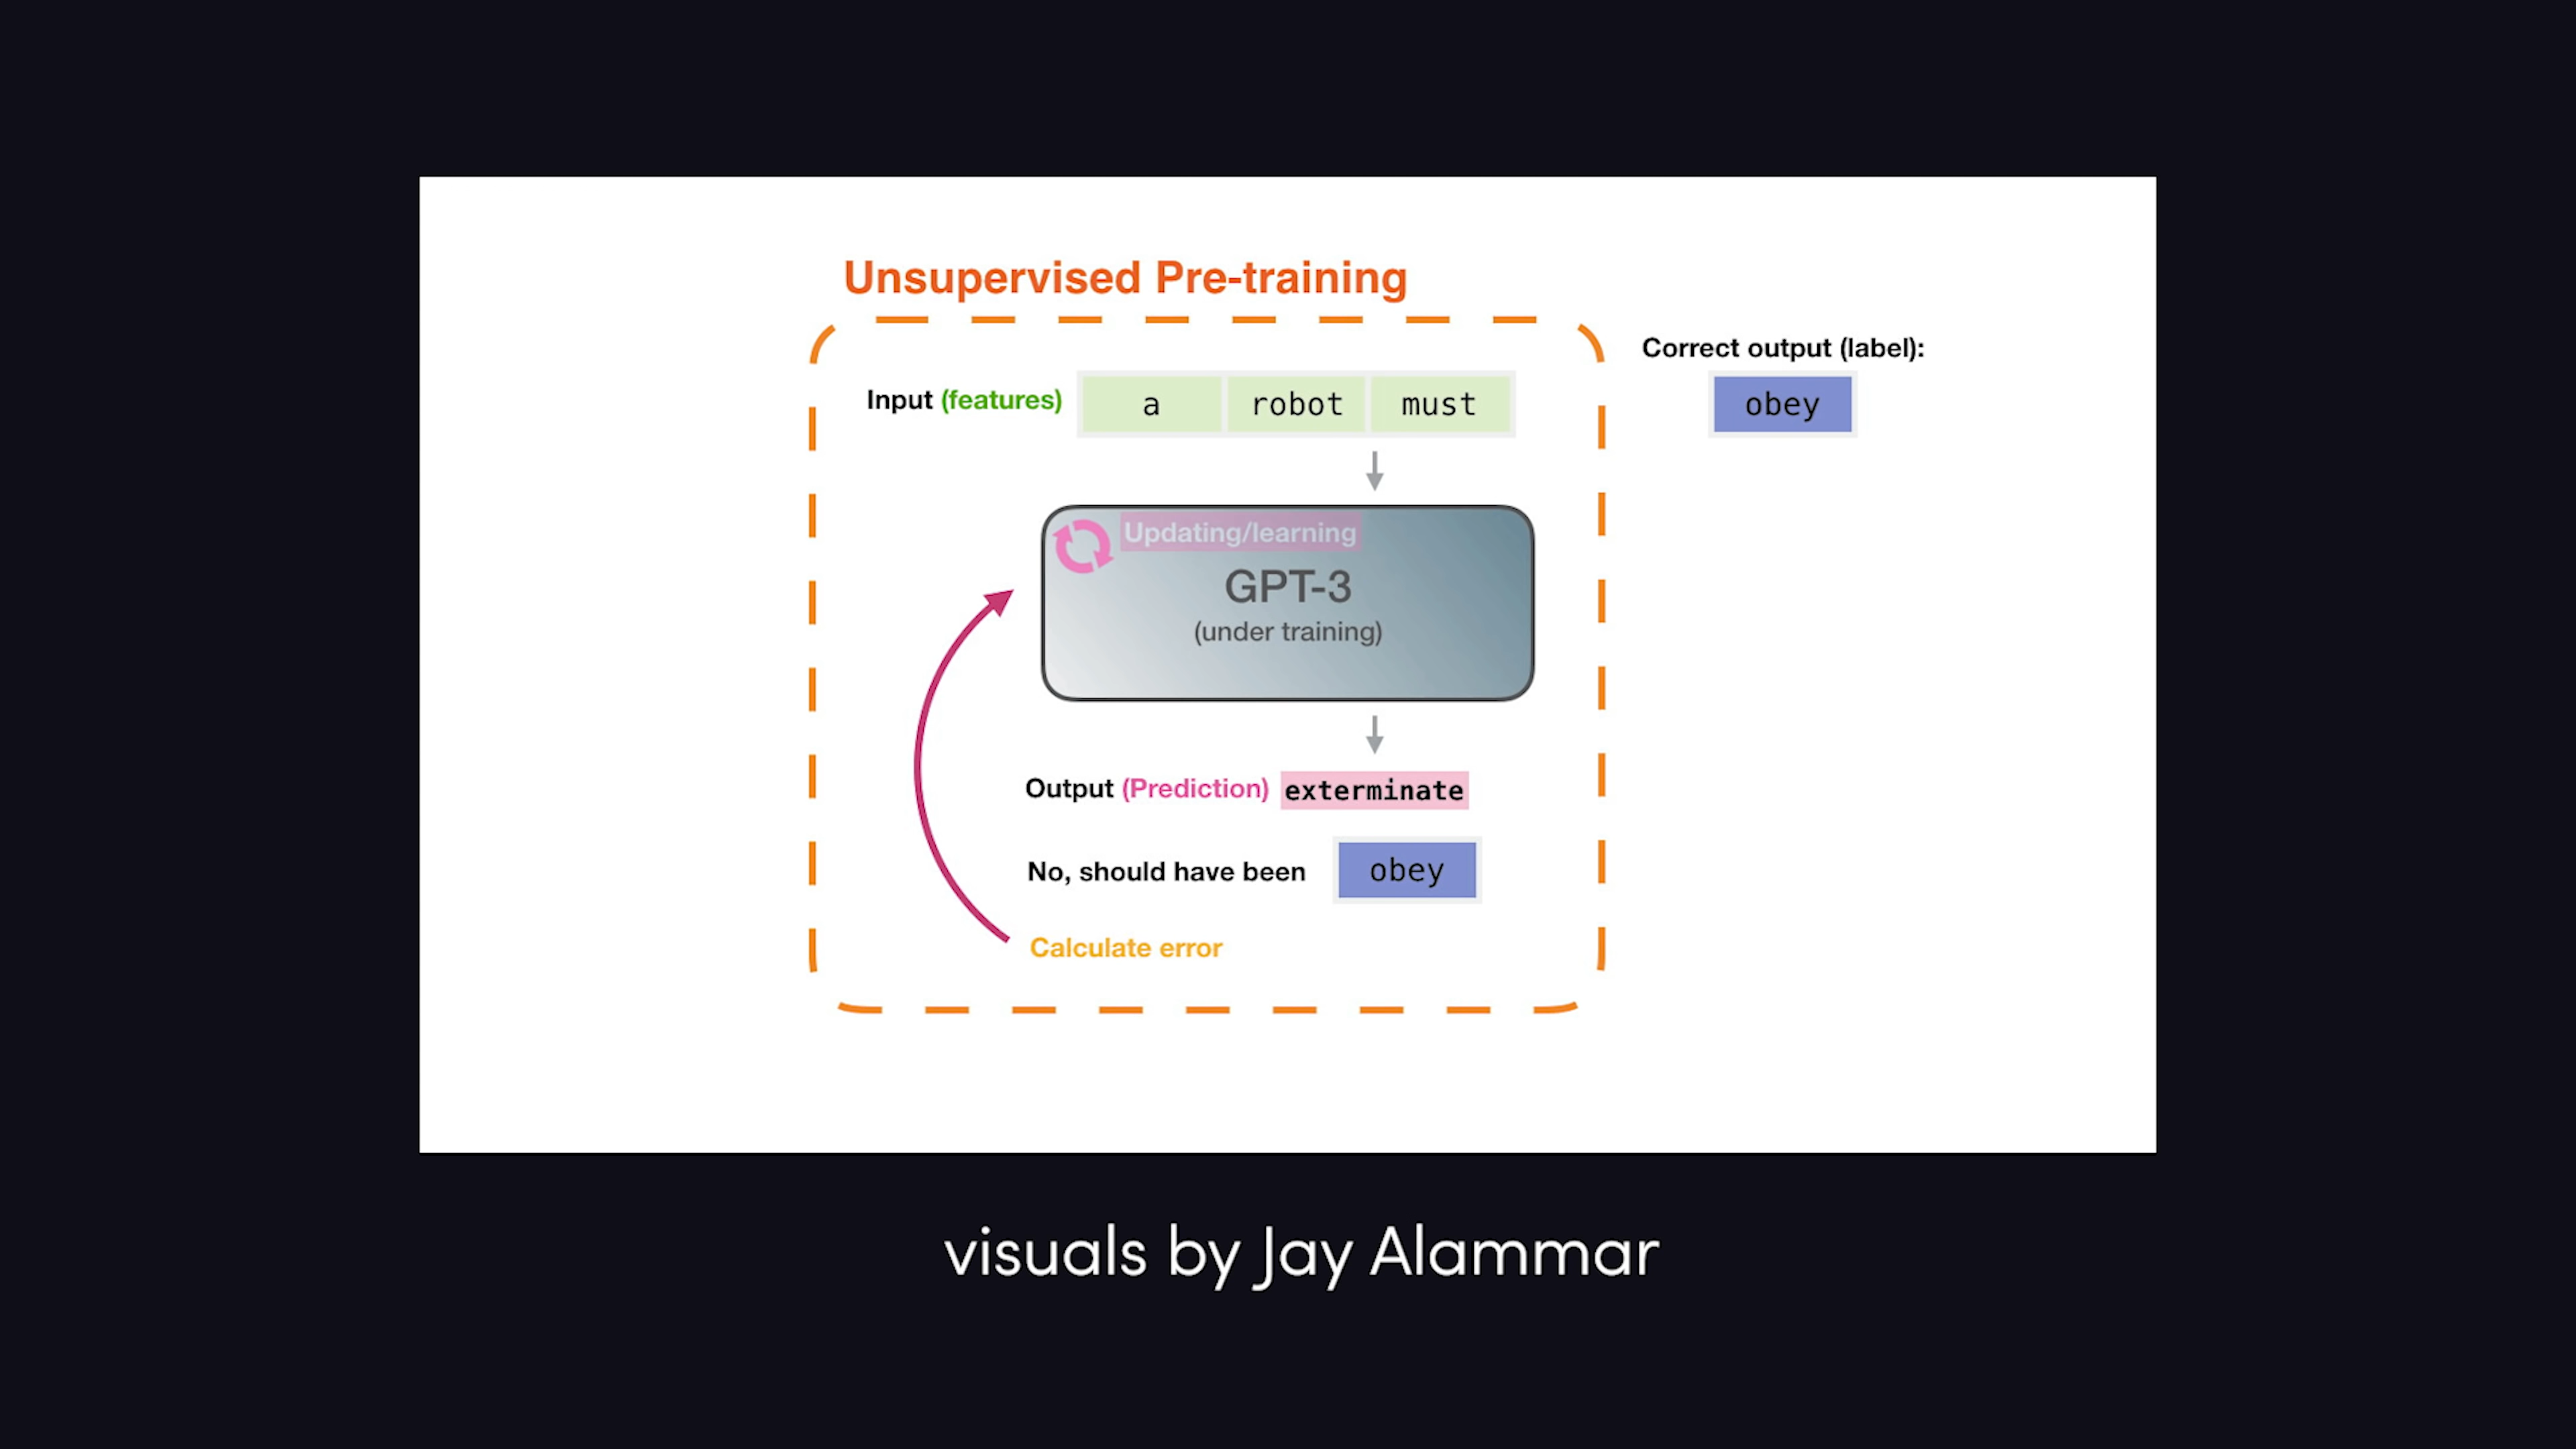 Unsupervised Pre-training
Correct output (label):
Input (features) a robot must
obey
Updating/learning
GPT-3
(under training)
Output (Prediction) exterminate
No, should have been obey
Calculate error
visuals by Jay Alammar